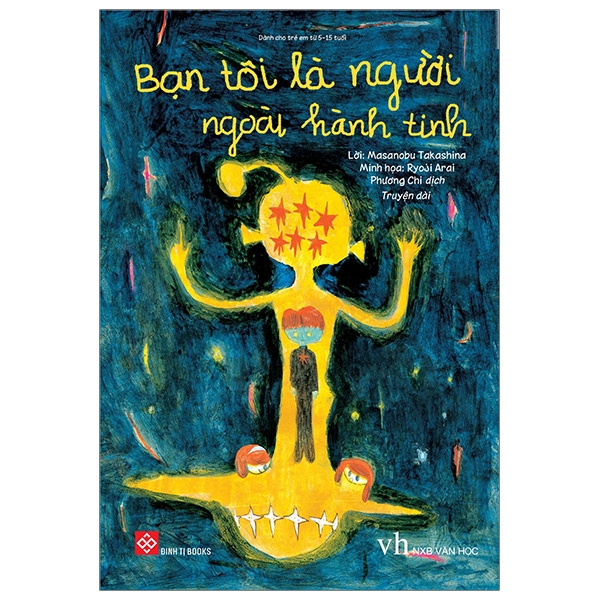 Dành cho trẻ em từ 5-15 tuổi
Bạn tôi là người
ngoài hành tinh
Lời: Masanobu Takashina
Minh họa: Ryoji Arai
Phương Chi dịch
Truyện dài
ĐINH TỊ BOOKS
vh NXB VĂN HỌC